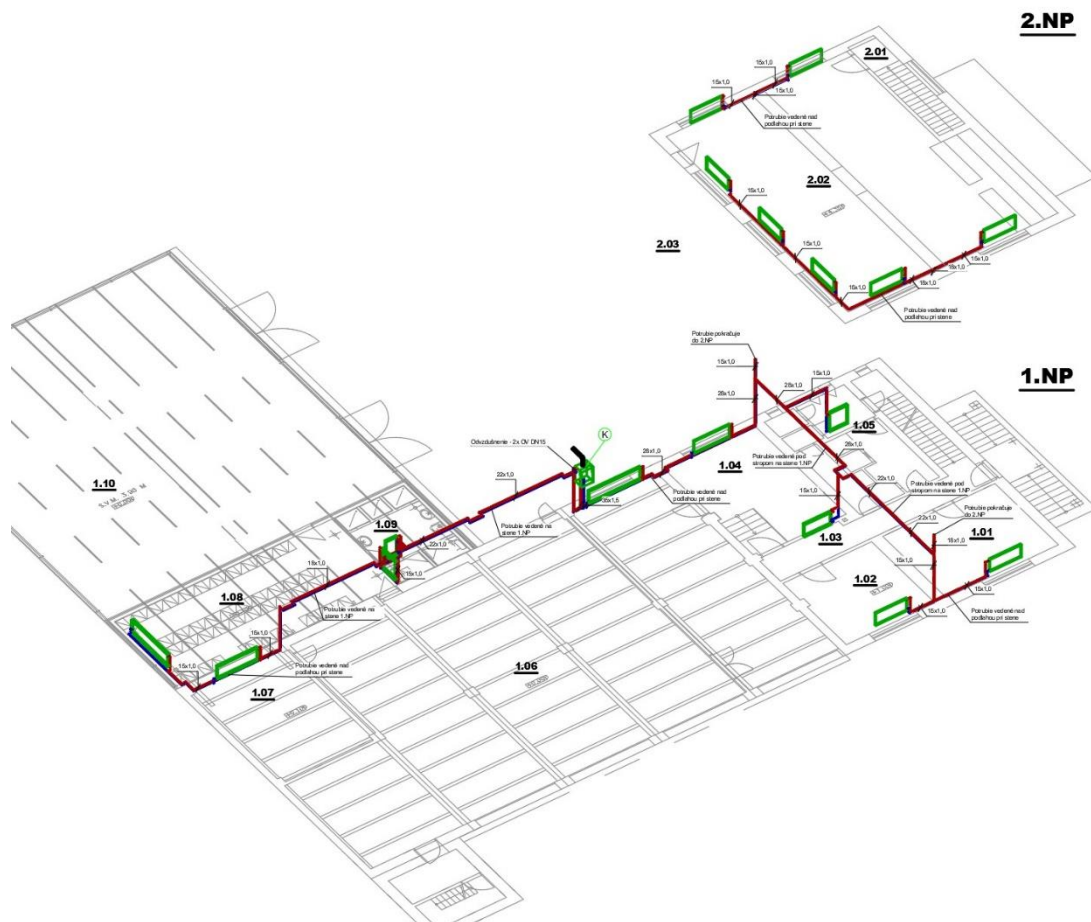 2.NP
2.01
15x1,0
15x1,0
15x1,0
Potrubie vedené nad
podlahou pri stene
2.02
15x1,0
2.03
15x1,0
15x1,0
18x1,0
18x1,0
16x1,0
Potrubie vedené nad
podlahou pri stene
1.NP
Potrubie pokračuje
do 2.NP
15x1,0
28x1,0
15x1,0
28x1,0
1.05
K
Odvzdušnenie - 2x OV DN15
28x1,0
1.04
28x1,0
Potrubie vedené pod
stropom na stene 1.NP
22x1,0
Potrubie vedené pod
stropom na stene 1.NP
22x1,0
35x1,5
Potrubie vedené nad
podlahou pri stene
15x1,0
22x1,0
Potrubie pokračuje
do 2.NP
1.10
1.09
22x1,0
Potrubie vedené na
stene 1.NP
1.03
18x1,0
1.01
15x1,0
15x1,0
1.02
18x1,0
15x1,0
1.08
Potrubie vedené na
stene 1.NP
Potrubie vedené nad
podlahou pri stene
15x1,0
15x1,0
Potrubie vedené nad
podlahou pri stene
1.06
1.07